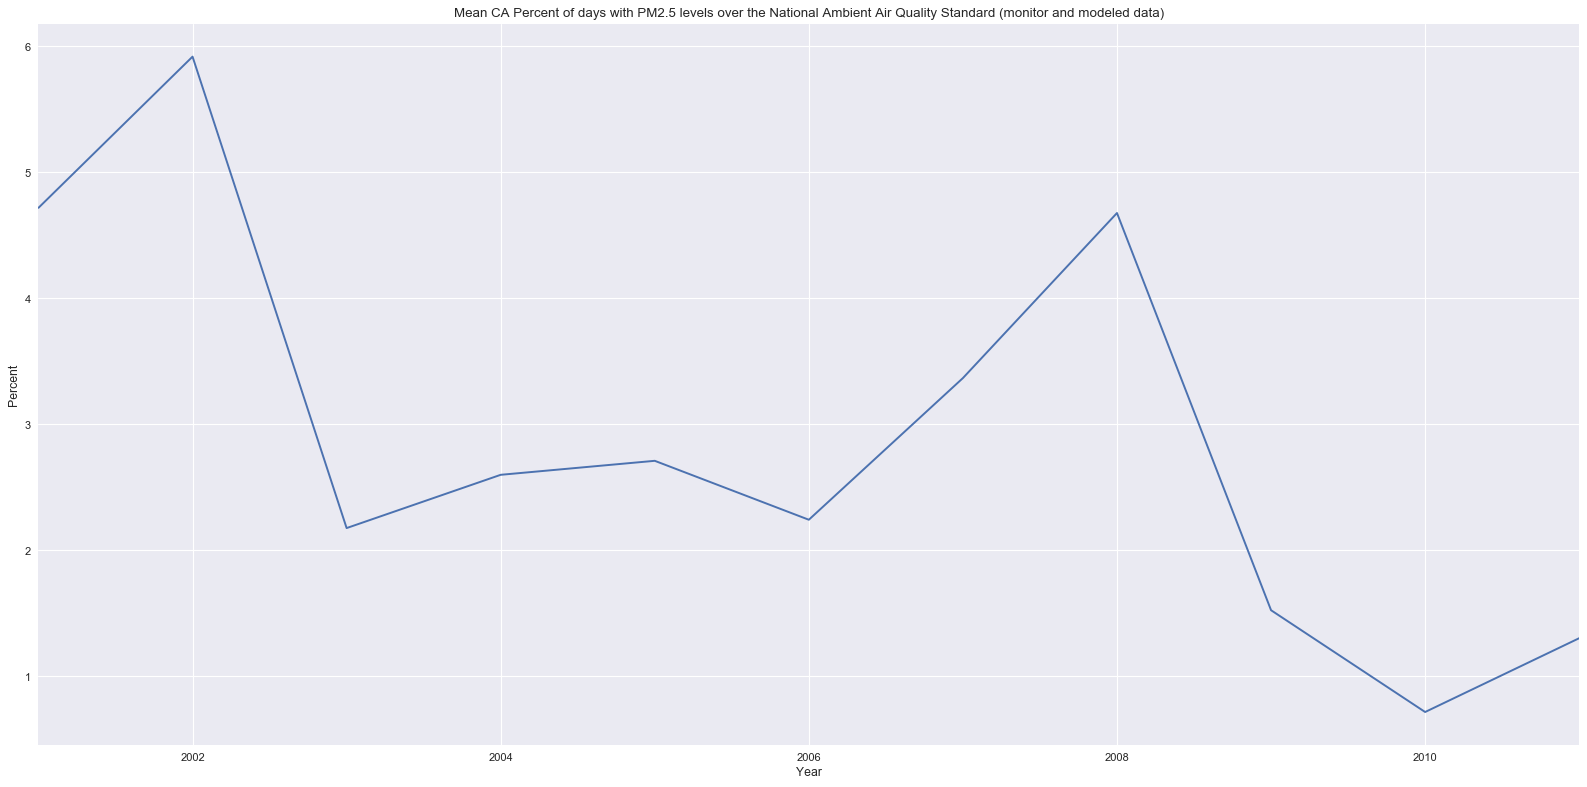 Mean CA Percent of days with PM2.5 levels over the National Ambient Air Quality Standard (monitor and modeled data)
6
5
4
3
2
1
Percent
2002 2004 2006 2008 2010
Year